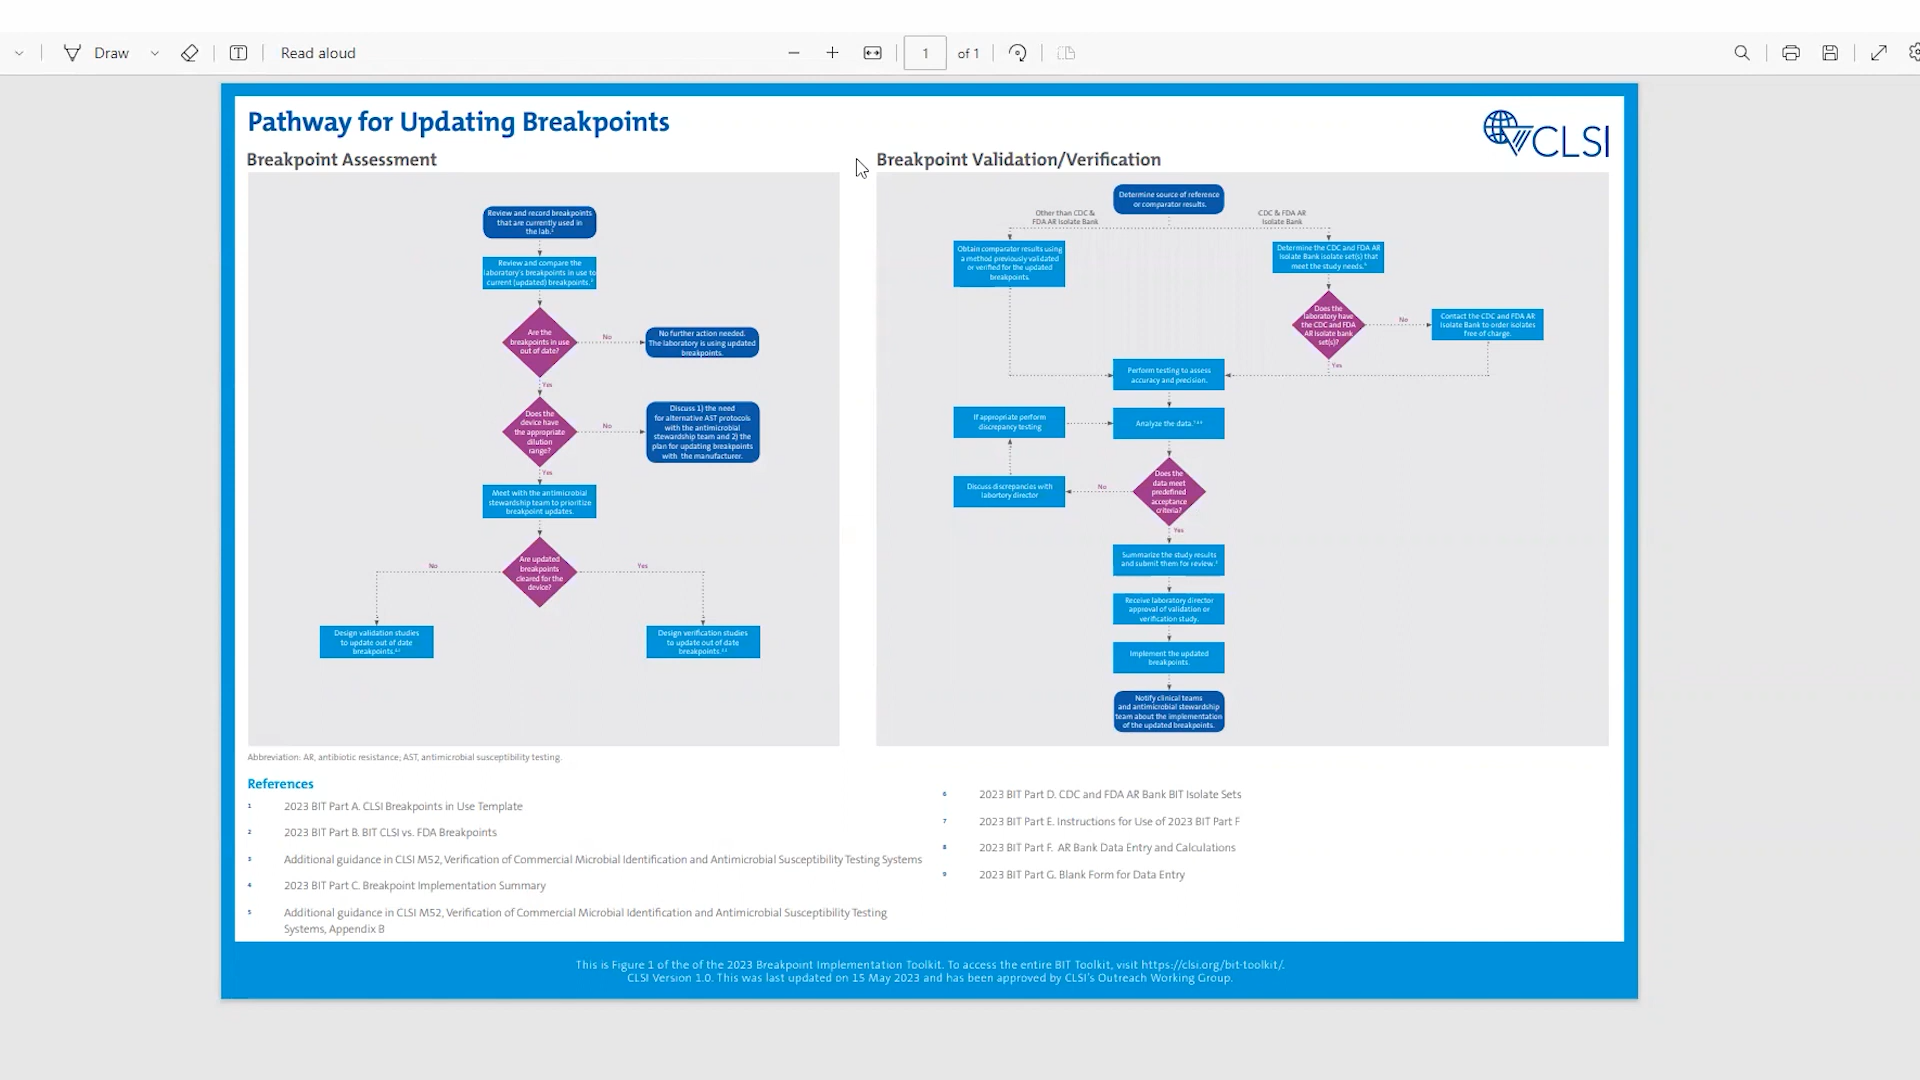 Draw
Read aloud
1
of 1
Pathway for Updating Breakpoints
CLSI
Breakpoint Assessment
Review and record breakpoints
that are currently used in
the lab.¹
Review and compare the
laboratory's breakpoints in use to
current (updated) breakpoints.²
Are the
breakpoints in use
out of date?
No
No further action needed.
The laboratory is using updated
breakpoints.
Yes
Does the
device have
the appropriate
dilution
range?
No
Discuss 1) the need
for alternative AST protocols
with the antimicrobial
stewardship team and 2) the
plan for updating breakpoints
with the manufacturer.
Yes
Meet with the antimicrobial
stewardship team to prioritize
breakpoint updates.
Are updated
breakpoints
cleared for the
device?
No
Yes
Design validation studies
to update out of date
breakpoints.
Design verification studies
to update out of date
breakpoints.
Breakpoint Validation/Verification
Determine source of reference
or comparator results.
Other than CDC &
FDA AR Isolate Bank
CDC & FDA AR
Isolate Bank
Obtain comparator results using
a method previously validated
or verified for the updated
breakpoints.
Determine the CDC and FDA AR
Isolate Bank isolate set(s) that
meet the study needs.⁶
Does the
laboratory have
the CDC and FDA
AR isolate bank
set(s)?
No
Contact the CDC and FDA AR
Isolate Bank to order isolates
free of charge.
Yes
Perform testing to assess
accuracy and precision.
If appropriate perform
discrepancy testing
Analyze the data.
Does the
data meet
predefined
acceptance
criteria?
No
Discuss discrepancies with
labortory director
Yes
Summarize the study results
and submit them for review.
Receive laboratory director
approval of validation or
verification study.
Implement the updated
breakpoints.
Notify clinical teams
and antimicrobial stewardship
team about the implementation
of the updated breakpoints.
Abbreviation: AR, antibiotic resistance; AST, antimicrobial susceptibility testing.
References
1 2023 BIT Part A. CLSI Breakpoints in Use Template
2 2023 BIT Part B. BIT CLSI vs. FDA Breakpoints
3 Additional guidance in CLSI M52, Verification of Commercial Microbial Identification and Antimicrobial Susceptibility Testing Systems
4 2023 BIT Part C. Breakpoint Implementation Summary
5 Additional guidance in CLSI M52, Verification of Commercial Microbial Identification and Antimicrobial Susceptibility Testing
Systems, Appendix B
6 2023 BIT Part D. CDC and FDA AR Bank BIT Isolate Sets
7 2023 BIT Part E. Instructions for Use of 2023 BIT Part F
8 2023 BIT Part F. AR Bank Data Entry and Calculations
9 2023 BIT Part G. Blank Form for Data Entry
This is Figure 1 of the of the 2023 Breakpoint Implementation Toolkit. To access the entire BIT Toolkit, visit https://clsi.org/bit-toolkit/.
CLSI Version 1.0. This was last updated on 15 May 2023 and has been approved by CLSI's Outreach Working Group.